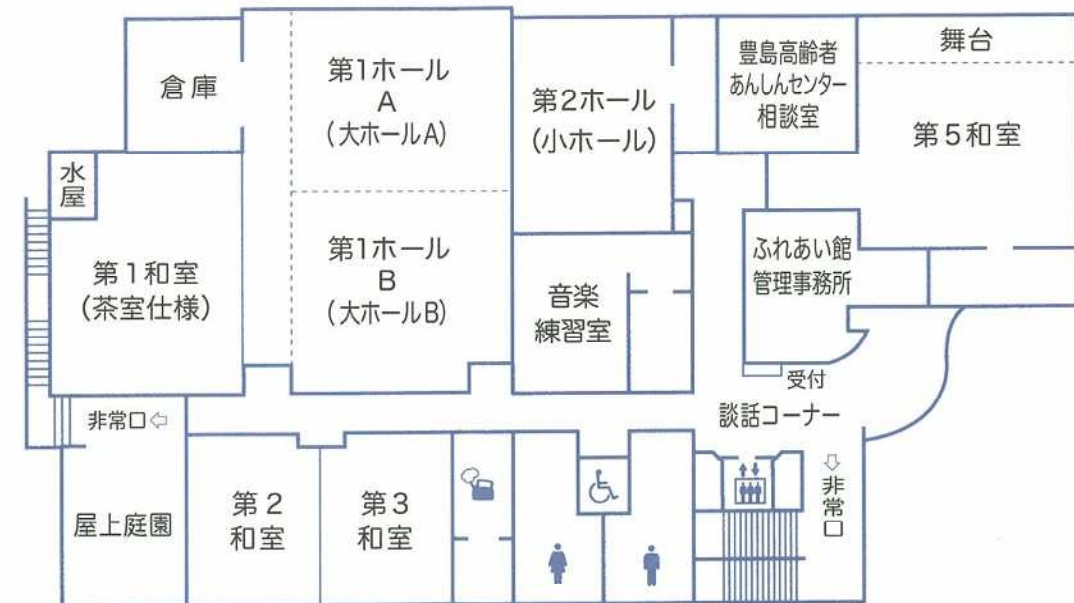 倉庫
第1ホール
A
(大ホールA)
第2ホール
(小ホール)
豊島高齢者
あんしんセンター
相談室
舞台
第5和室
水
屋
第1和室
(茶室仕様)
第1ホール
B
(大ホールB)
音楽
練習室
ふれあい館
管理事務所
受付
談話コーナー
非常口⇦
⇩
非
常
口
屋上庭園
第2
和室
第3
和室